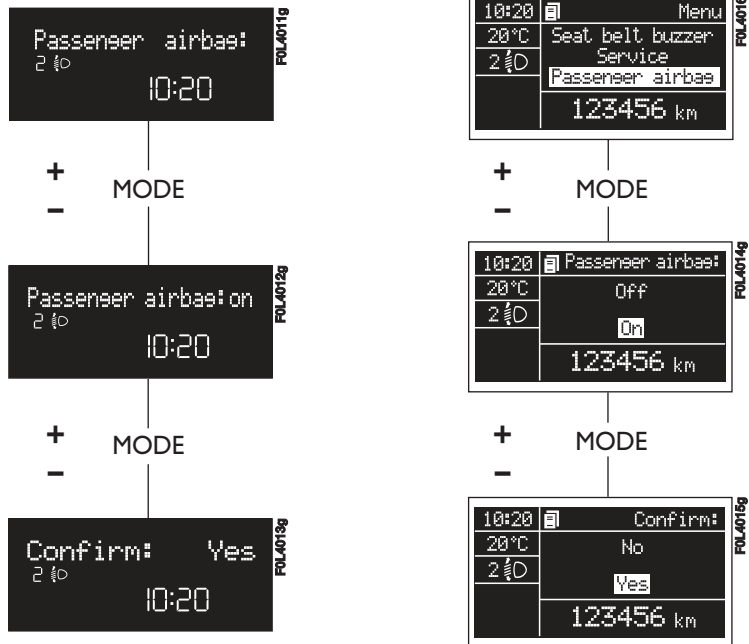 Passenger airbag:
2
10:20
F0L4011g
+
MODE
–
Passenger airbag:on
2
10:20
F0L4012g
+
MODE
–
Confirm: Yes
2
10:20
F0L4013g
10:20 Menu
20°C Seat belt buzzer
2 Service
Passenger airbag
123456 km
F0L4016
+
MODE
–
10:20 Passenger airbag:
20°C Off
2
On
123456 km
F0L4014g
+
MODE
–
10:20 Confirm:
20°C No
2
Yes
123456 km
F0L4015g